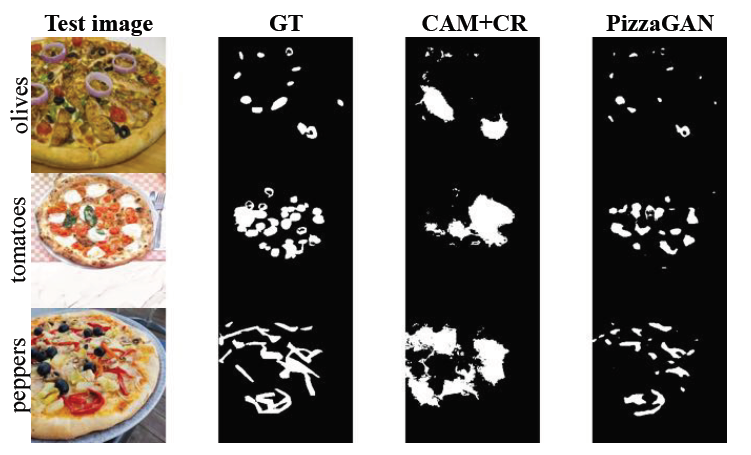 Test image GT CAM+CR PizzaGAN
olives
tomatoes
peppers